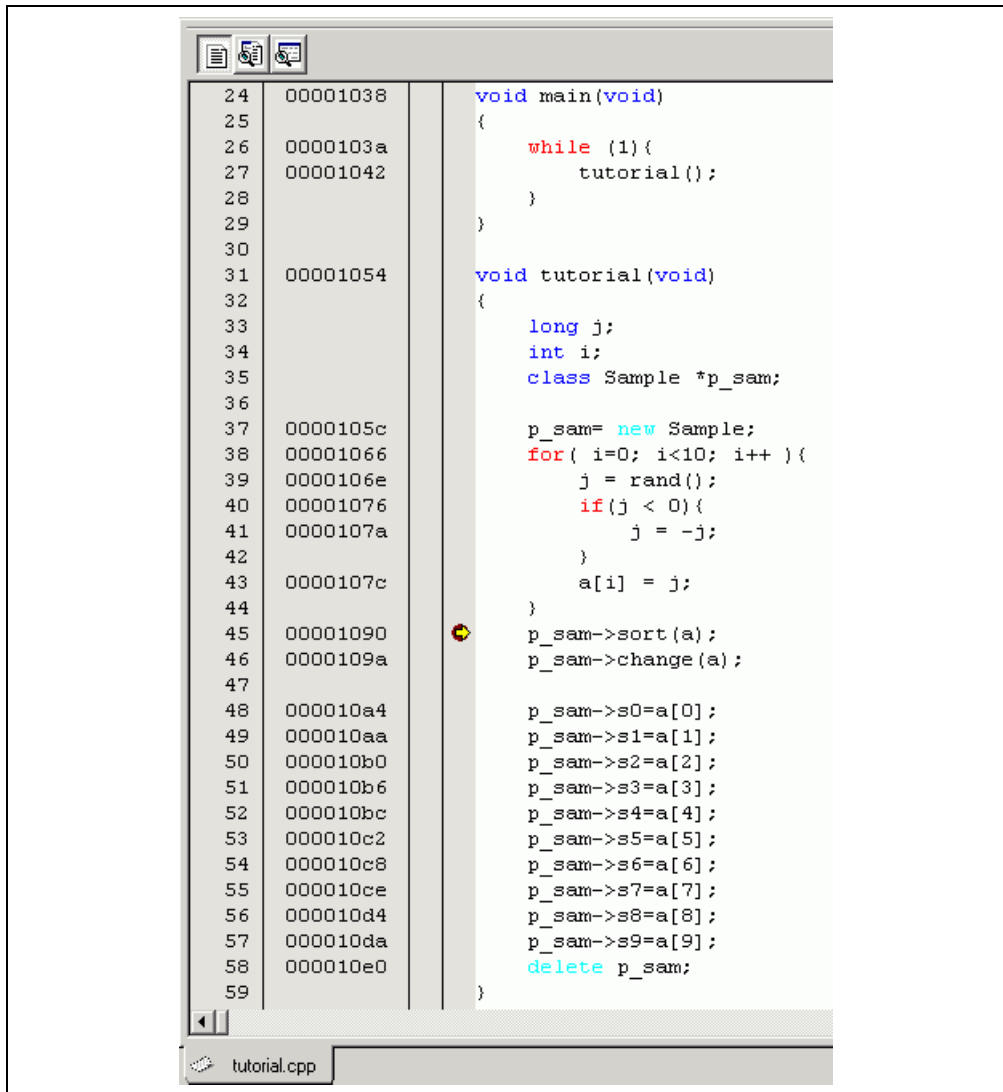 24 00001038 void main(void)
25 {
26 0000103a while (1){
27 00001042 tutorial();
28 }
29 }
30
31 00001054 void tutorial(void)
32 {
33 long j;
34 int i;
35 class Sample *p_sam;
36
37 0000105c p_sam= new Sample;
38 00001066 for( i=0; i<10; i++ ){
39 0000106e j = rand();
40 00001076 if(j < 0){
41 0000107a j = -j;
42 }
43 0000107c a[i] = j;
44 }
45 00001090 p_sam->sort(a);
46 0000109a p_sam->change(a);
47
48 000010a4 p_sam->s0=a[0];
49 000010aa p_sam->s1=a[1];
50 000010b0 p_sam->s2=a[2];
51 000010b6 p_sam->s3=a[3];
52 000010bc p_sam->s4=a[4];
53 000010c2 p_sam->s5=a[5];
54 000010c8 p_sam->s6=a[6];
55 000010ce p_sam->s7=a[7];
56 000010d4 p_sam->s8=a[8];
57 000010da p_sam->s9=a[9];
58 000010e0 delete p_sam;
59 }
tutorial.cpp